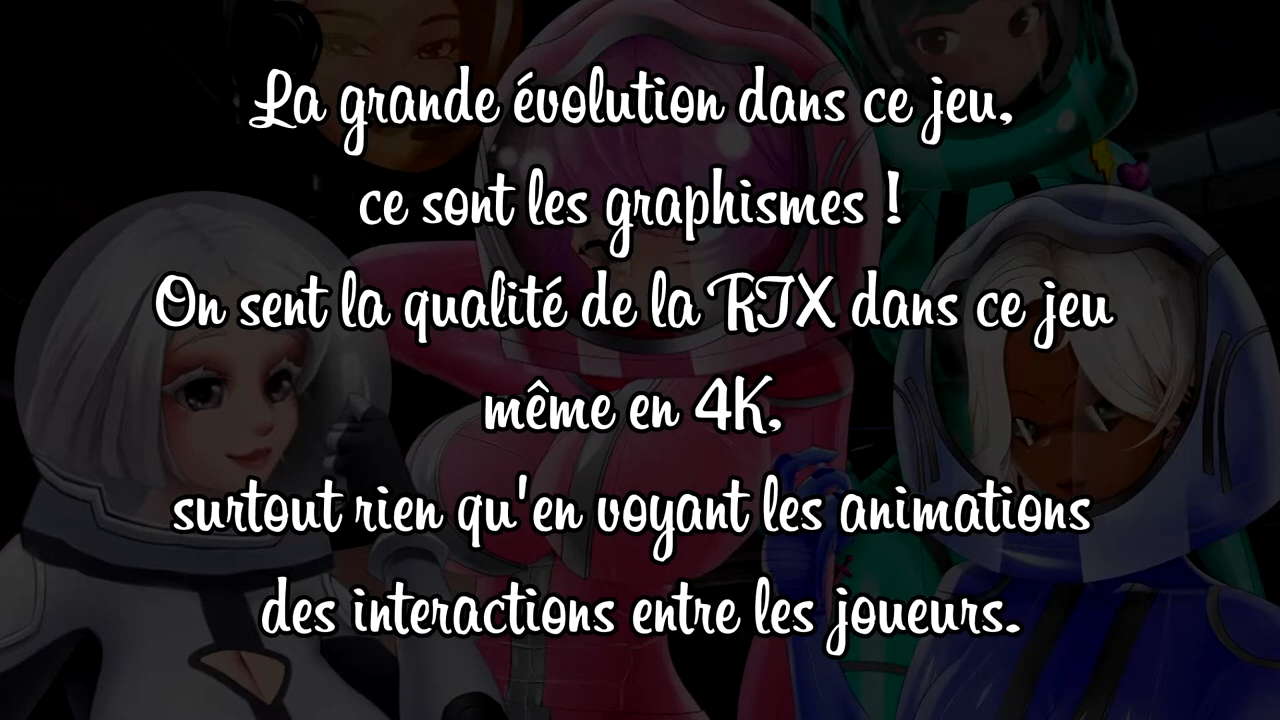 La grande évolution dans ce jeu,
ce sont les graphismes !
On sent la qualité de la RTX dans ce jeu
même en 4K,
surtout rien qu'en voyant les animations
des interactions entre les joueurs.